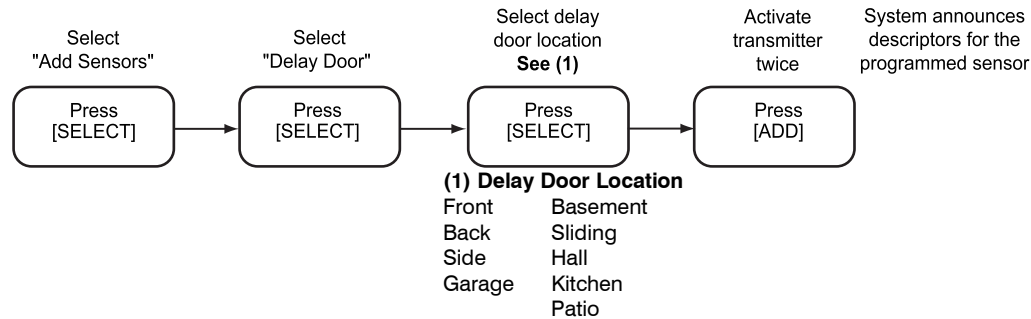 Select
"Add Sensors"
Press
[SELECT]
Select
"Delay Door"
Press
[SELECT]
Select delay
door location
See (1)
Press
[SELECT]
Activate
transmitter
twice
Press
[ADD]
System announces
descriptors for the
programmed sensor
(1) Delay Door Location
Front
Back
Side
Garage
Basement
Sliding
Hall
Kitchen
Patio